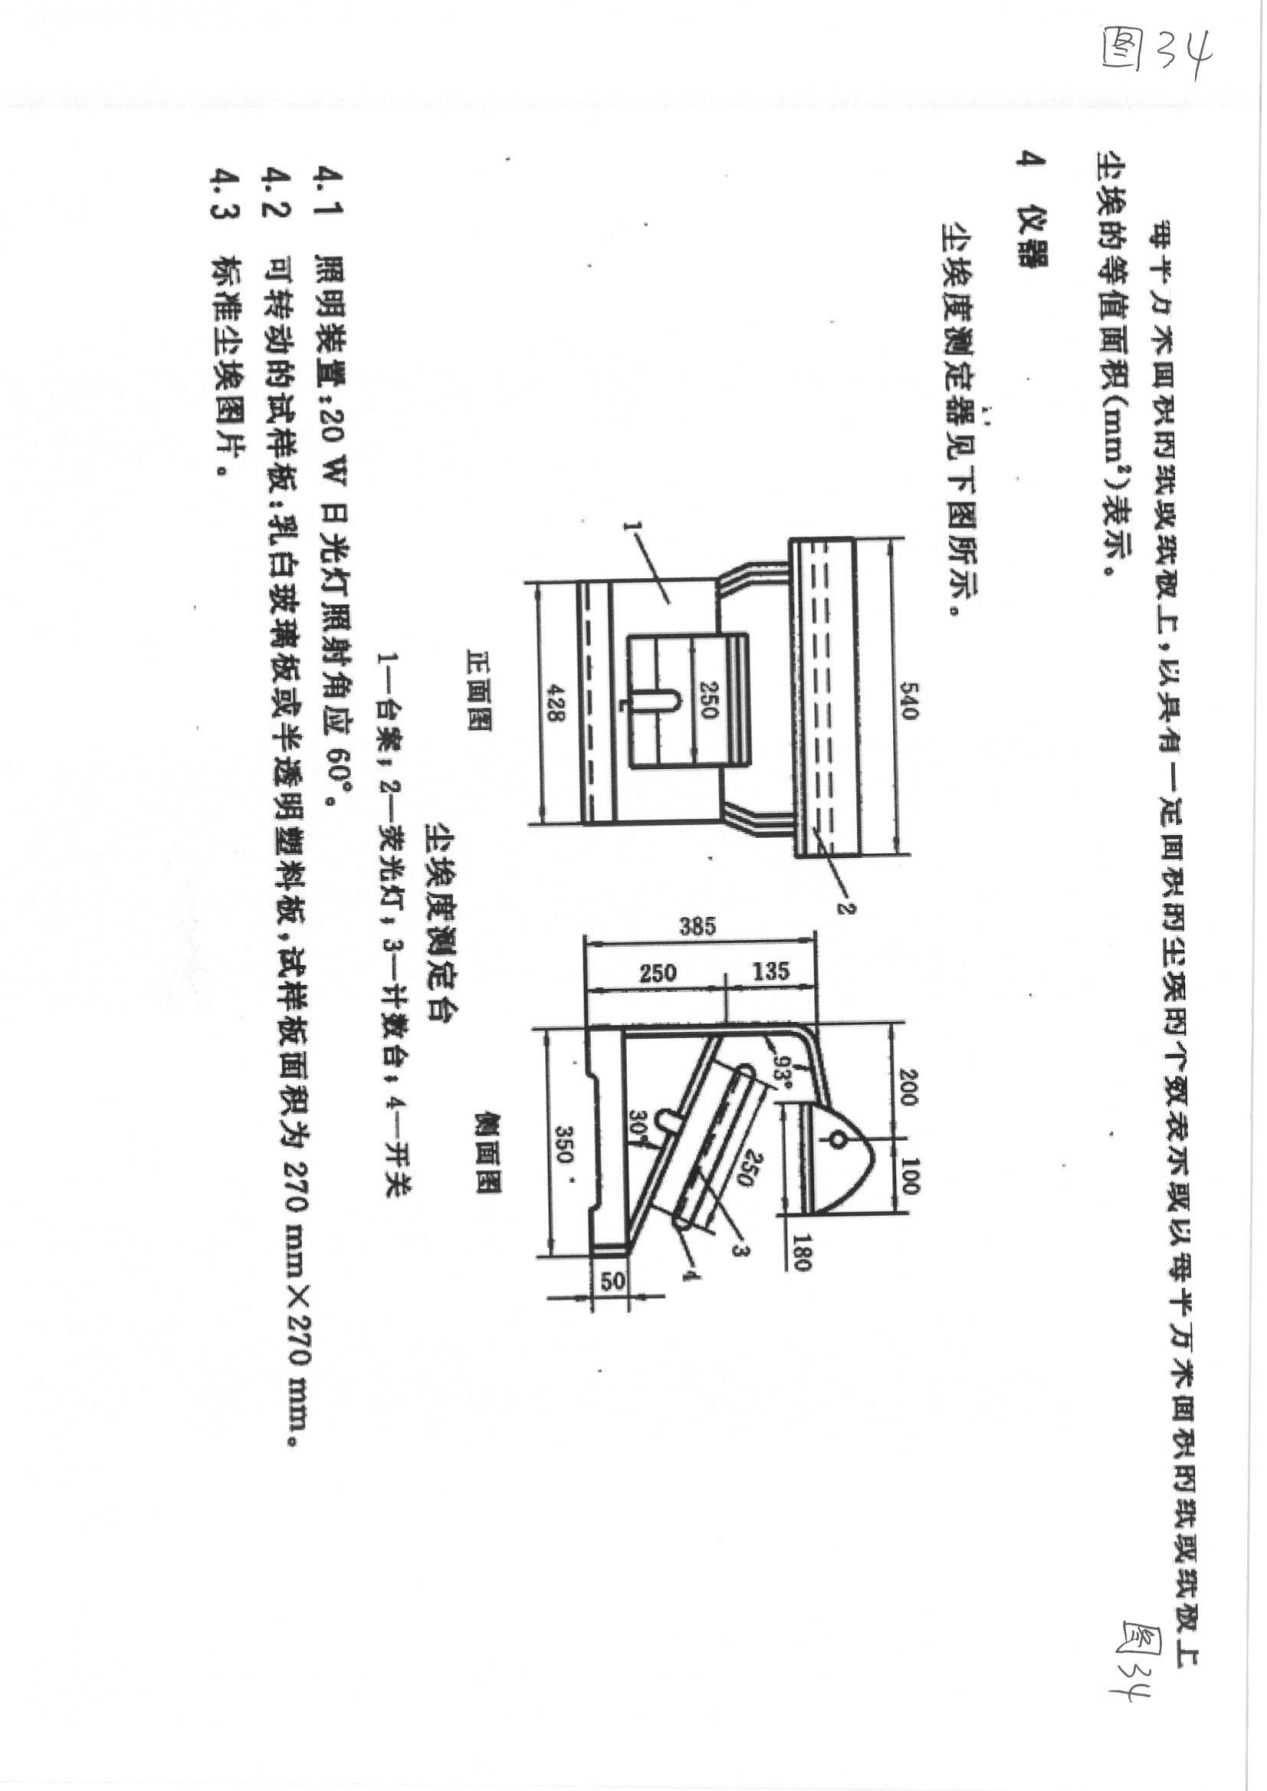 图34
每平方米面积的纸或纸板上,以具有一定面积的尘埃的个数表示或以每平方米面积的纸或纸板上
尘埃的等值面积(mm²)表示。
4 仪器
尘埃度测定器见下图所示。
540
2
1
250
428
正面图
385
250
135
200
100
93°
180
250
30°
3
4
350
50
侧面图
尘埃度测定台
1—台案;2—荧光灯;3—计数台;4—开关
4.1 照明装置:20 W 日光灯照射角应 60°。
4.2 可转动的试样板:乳白玻璃板或半透明塑料板,试样板面积为 270 mm×270 mm。
4.3 标准尘埃图片。
图34